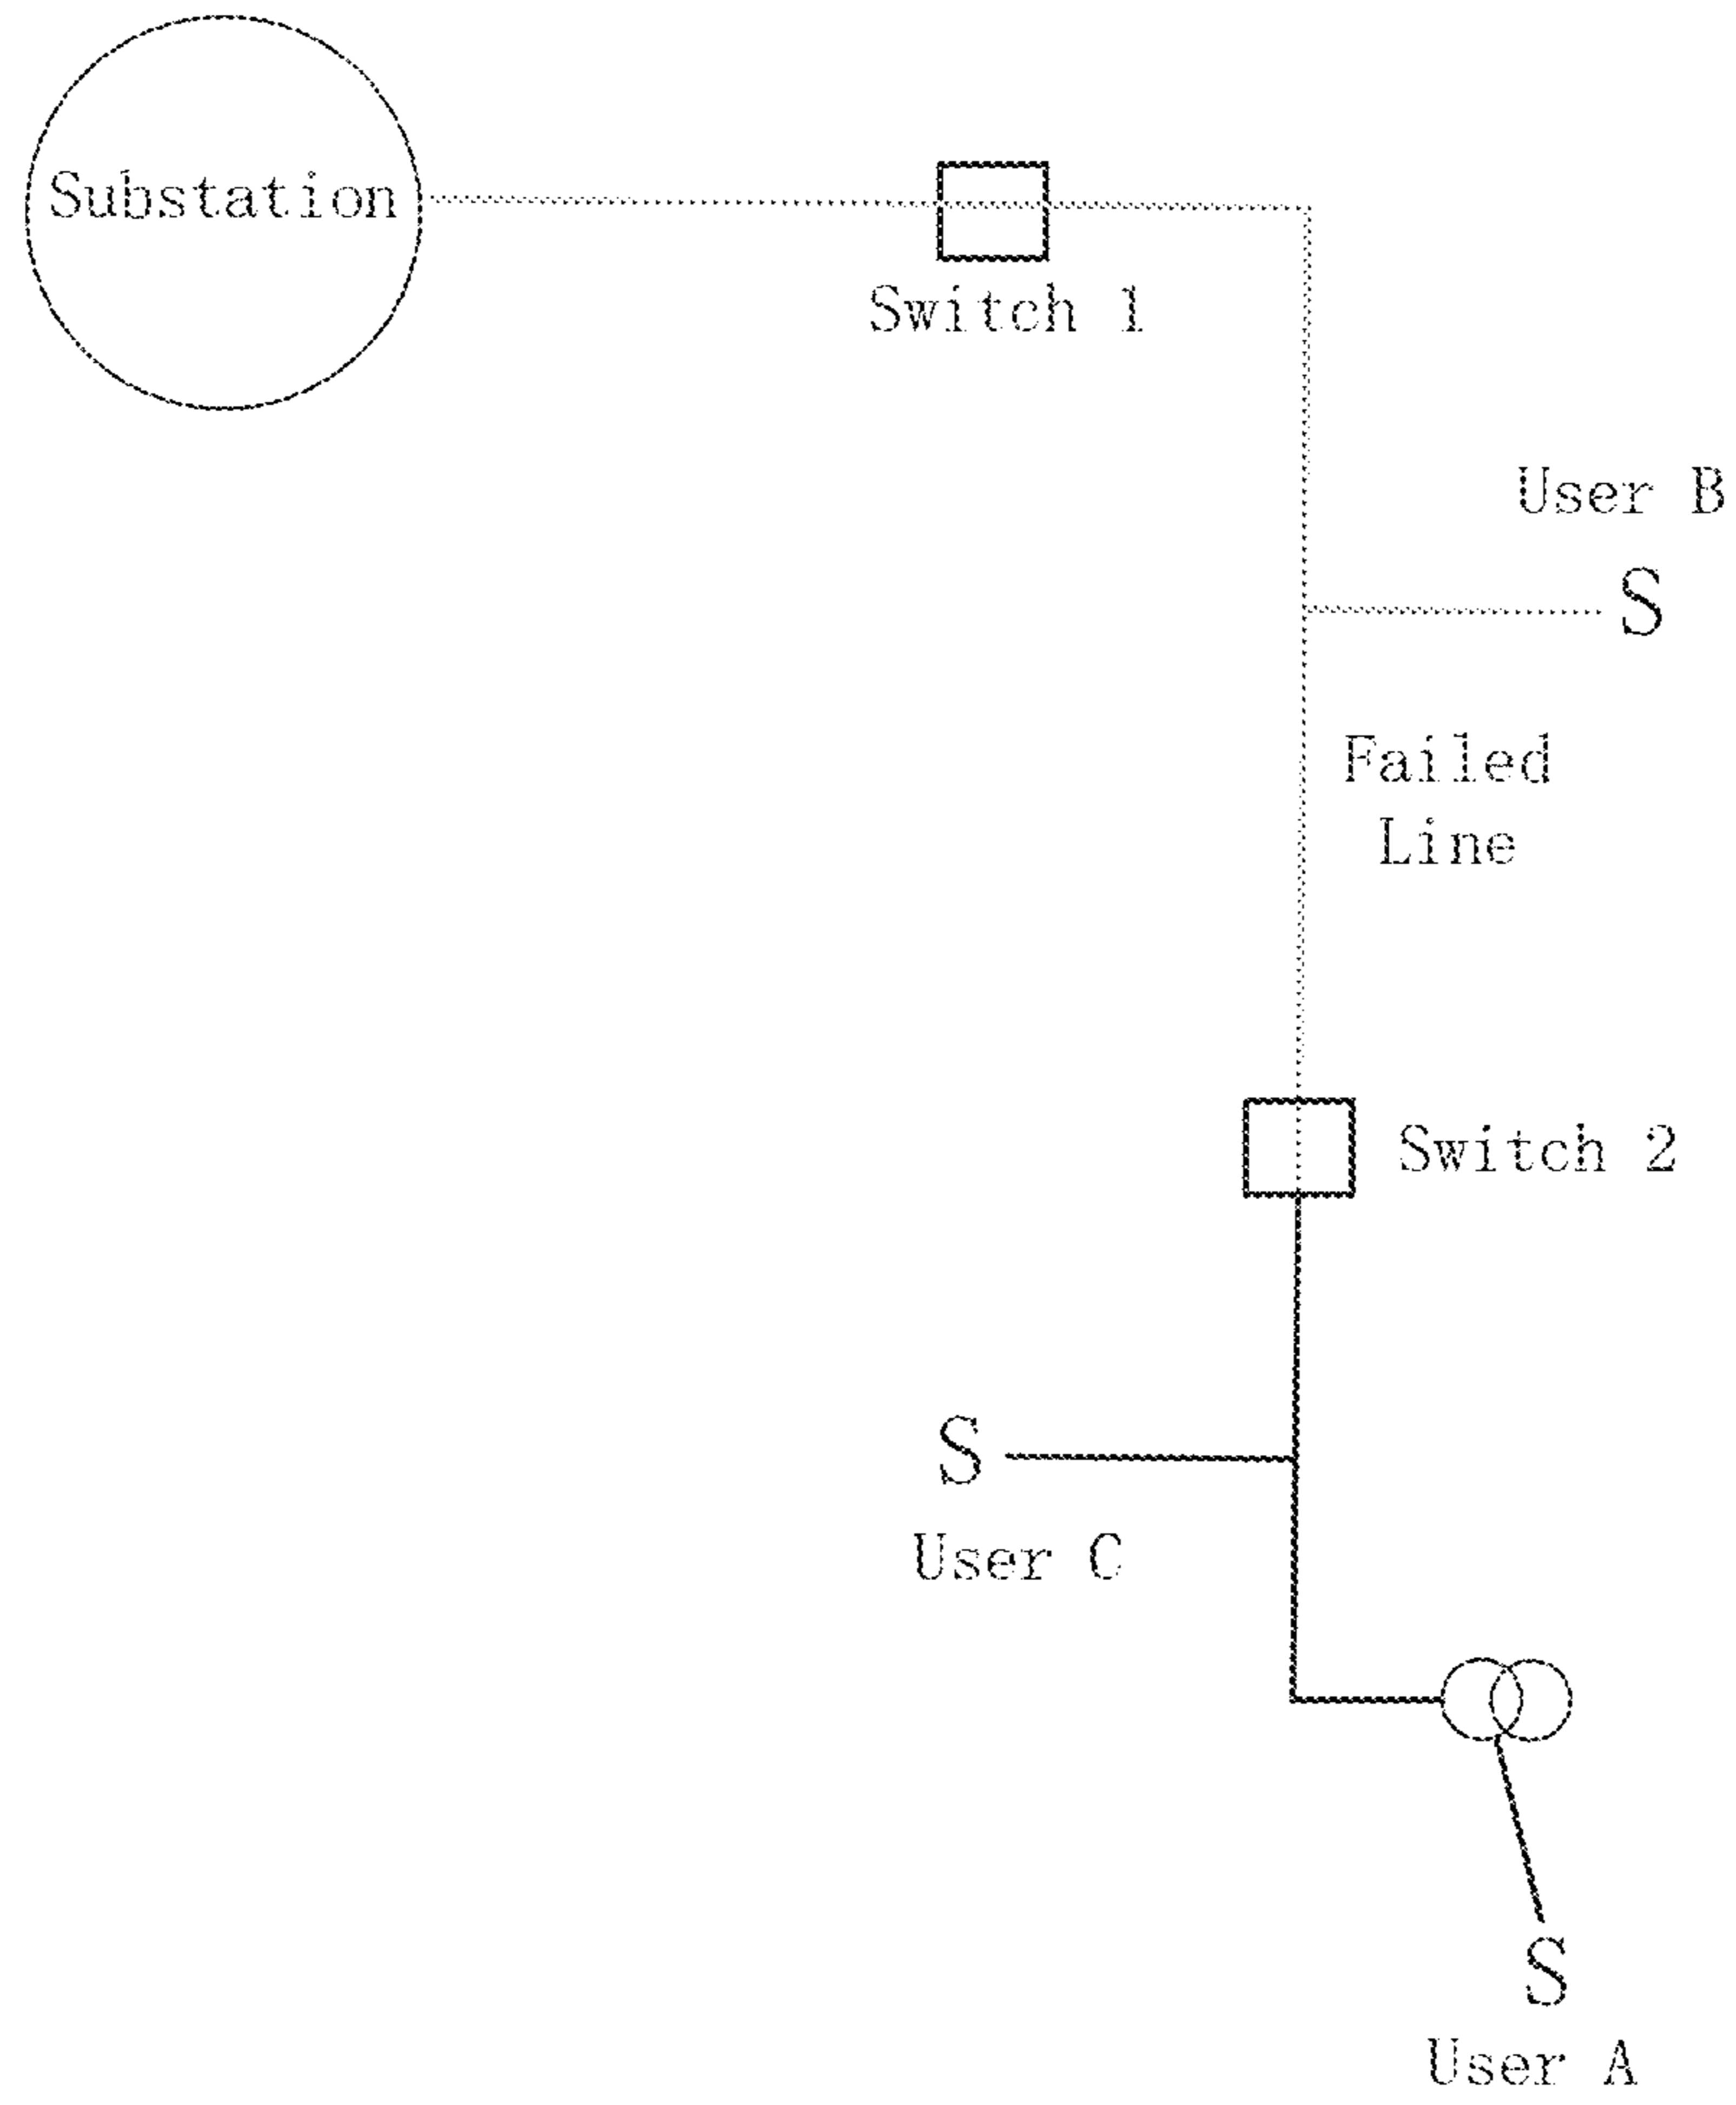 Substation
Switch 1
User B
S
Failed
Line
Switch 2
S
User C
S
User A